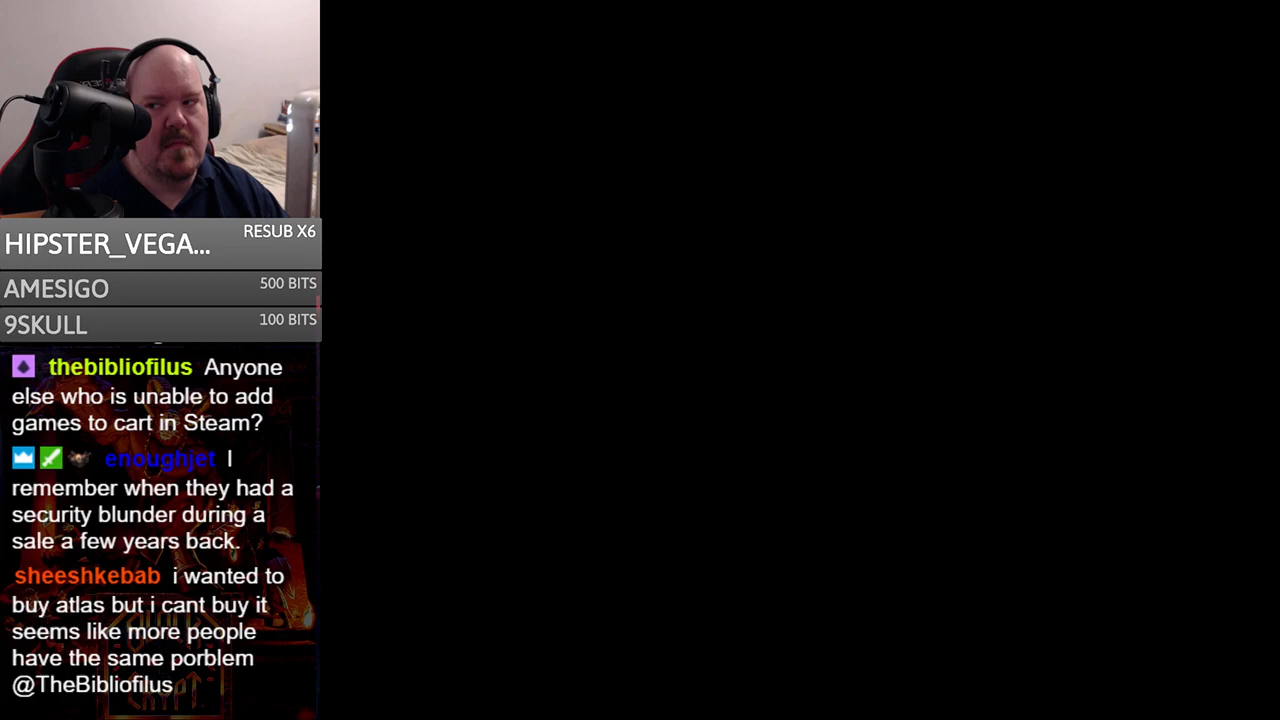 HIPSTER_VEGA... RESUB X6
AMESIGO 500 BITS
9SKULL 100 BITS
thebibliofilus Anyone
else who is unable to add
games to cart in Steam?
enoughjet I
remember when they had a
security blunder during a
sale a few years back.
sheeshkebab i wanted to
buy atlas but i cant buy it
seems like more people
have the same porblem
@TheBibliofilus
CRYPT